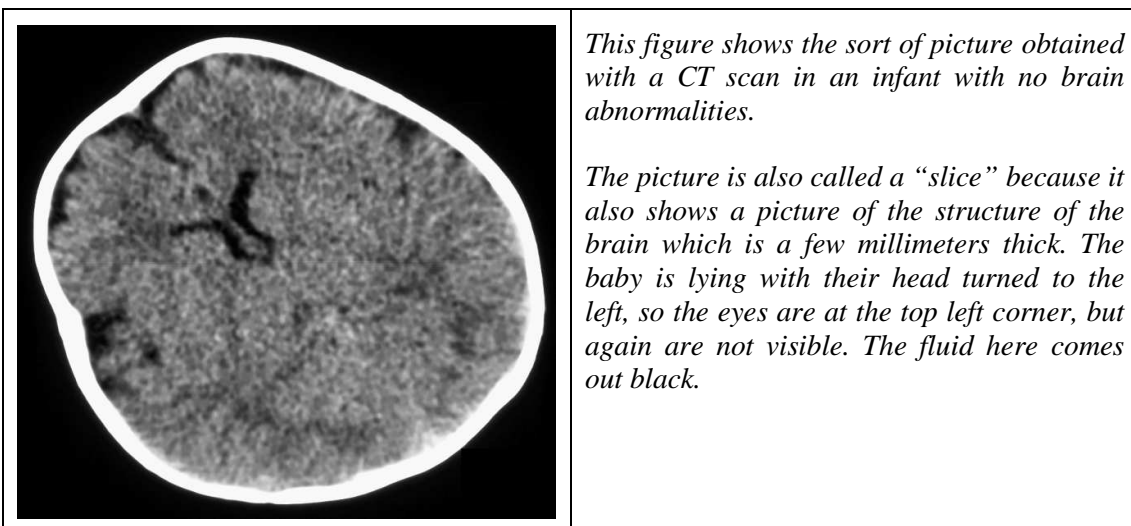 This figure shows the sort of picture obtained
with a CT scan in an infant with no brain
abnormalities.
The picture is also called a “slice” because it
also shows a picture of the structure of the
brain which is a few millimeters thick. The
baby is lying with their head turned to the
left, so the eyes are at the top left corner, but
again are not visible. The fluid here comes
out black.